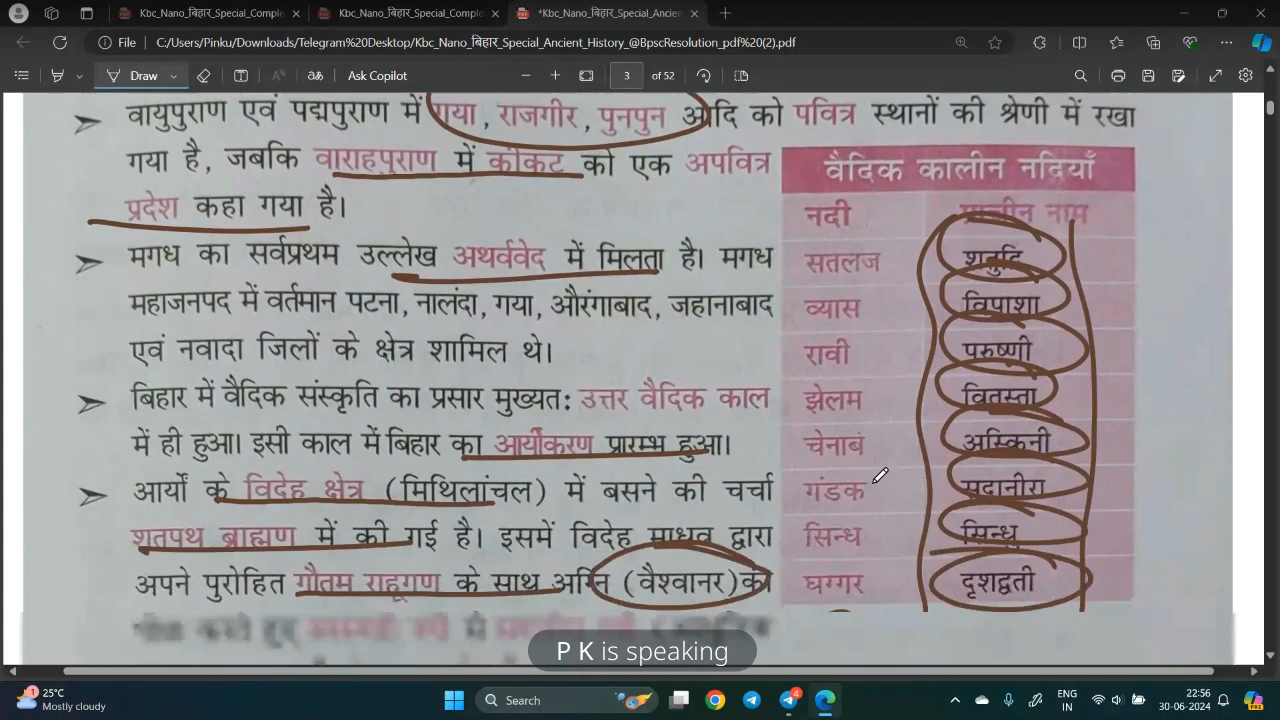 Kbc_Nano_बिहार_Special_Comple
Kbc_Nano_बिहार_Special_Comple
*Kbc_Nano_बिहार_Special_Ancien
File
C:/Users/Pinku/Downloads/Telegram%20Desktop/Kbc_Nano_बिहार_Special_Ancient_History_@BpscResolution_pdf%20(2).pdf
Draw
Ask Copilot
3 of 52
वायुपुराण एवं पद्मपुराण में गया, राजगीर, पुनपुन आदि को पवित्र स्थानों की श्रेणी में रखा
गया है, जबकि वाराहपुराण में कीकट को एक अपवित्र
प्रदेश कहा गया है।
मगध का सर्वप्रथम उल्लेख अथर्ववेद में मिलता है। मगध
महाजनपद में वर्तमान पटना, नालंदा, गया, औरंगाबाद, जहानाबाद
एवं नवादा जिलों के क्षेत्र शामिल थे।
बिहार में वैदिक संस्कृति का प्रसार मुख्यत: उत्तर वैदिक काल
में ही हुआ। इसी काल में बिहार का आर्यीकरण प्रारम्भ हुआ।
आर्यों के विदेह क्षेत्र (मिथिलांचल) में बसने की चर्चा
शतपथ ब्राह्मण में की गई है। इसमें विदेह माधव द्वारा
अपने पुरोहित गौतम राहूगण के साथ अग्नि (वैश्वानर) का
वैदिक कालीन नदियाँ
नदी प्राचीन नाम
सतलज शतुद्रि
व्यास विपाशा
रावी परुष्णी
झेलम वितस्ता
चेनाब अस्किनी
गंडक सदानीरा
सिन्ध सिन्धु
घग्गर दृशद्वती
P K is speaking
25°C
Mostly cloudy
1
Search
4
ENG
IN
22:56
30-06-2024